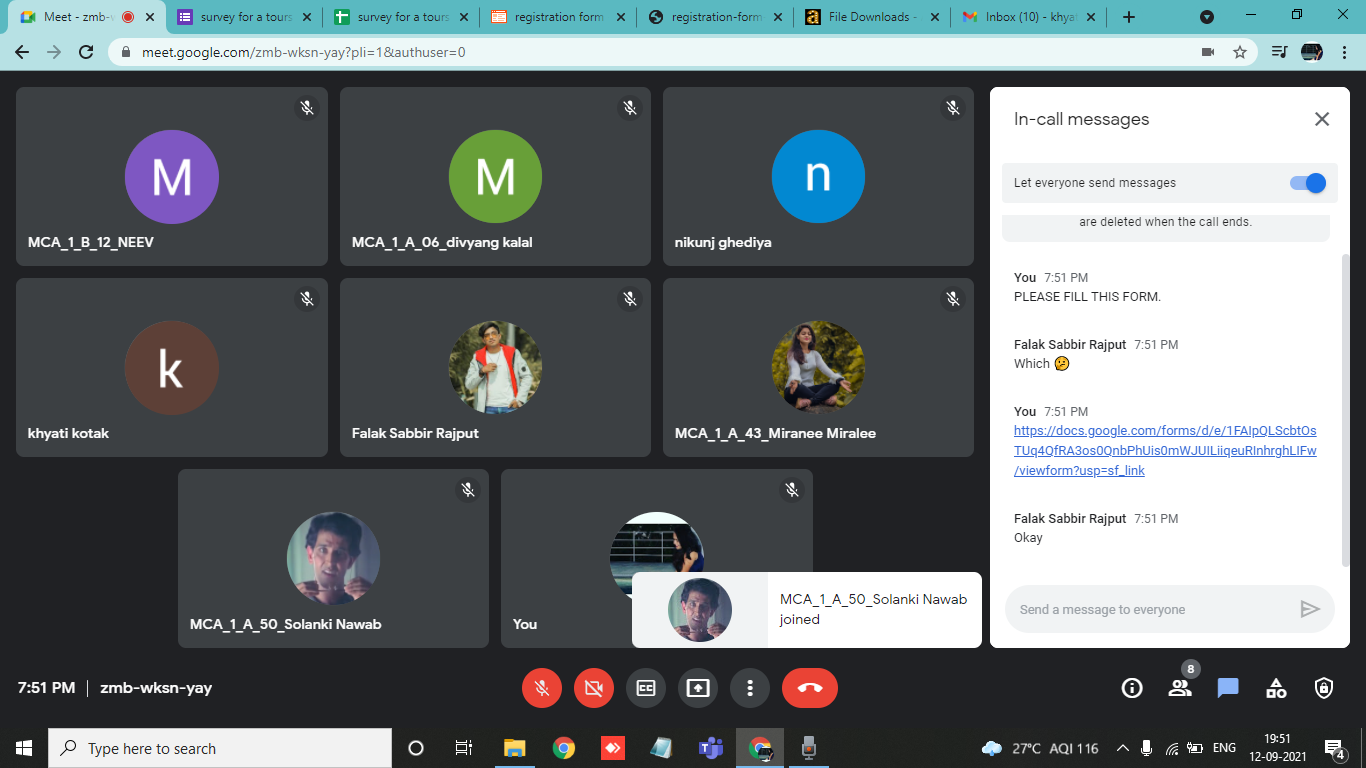 Meet - zmb-w
survey for a tours
survey for a tours
registration form
registration-form
File Downloads -
Inbox (10) - khya
meet.google.com/zmb-wksn-yay?pli=1&authuser=0
M
MCA_1_B_12_NEEV
M
MCA_1_A_06_divyang kalal
n
nikunj ghediya
k
khyati kotak
Falak Sabbir Rajput
MCA_1_A_43_Miranee Miralee
MCA_1_A_50_Solanki Nawab
You
MCA_1_A_50_Solanki Nawab
joined
In-call messages
Let everyone send messages
are deleted when the call ends.
You 7:51 PM
PLEASE FILL THIS FORM.
Falak Sabbir Rajput 7:51 PM
Which 😕
You 7:51 PM
https://docs.google.com/forms/d/e/1FAIpQLScbtOs
TUq4QfRA3os0QnbPhUis0mWJUILiiqeuRInhrghLIFw
/viewform?usp=sf_link
Falak Sabbir Rajput 7:51 PM
Okay
Send a message to everyone
7:51 PM | zmb-wksn-yay
CC
8
Type here to search
27°C AQI 116
ENG
19:51
12-09-2021
4